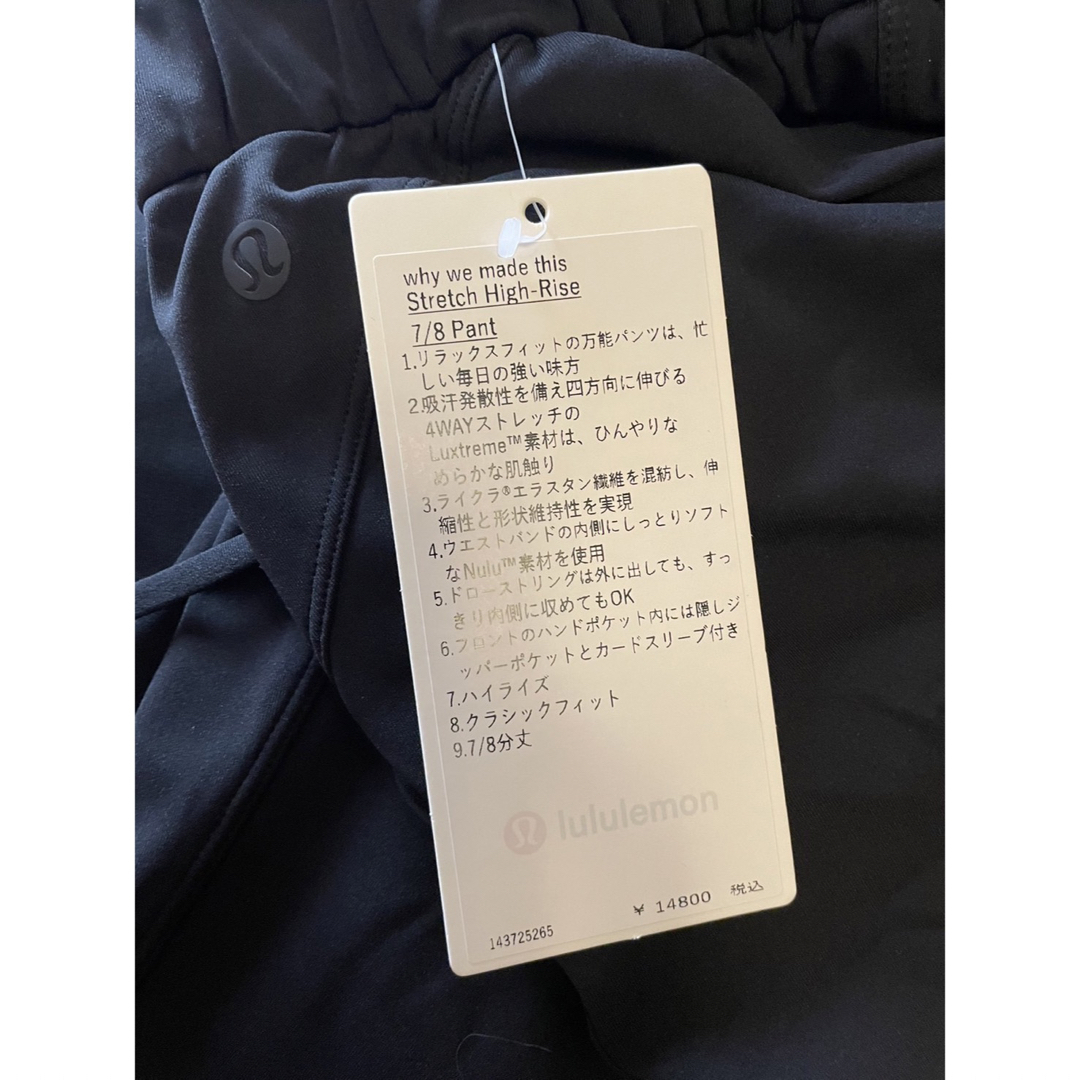 why we made this
Stretch High-Rise
7/8 Pant
1.リラックスフィットの万能パンツは、忙
しい毎日の強い味方
2.吸汗発散性を備え四方向に伸びる
4WAYストレッチの
Luxtreme™素材は、ひんやりな
めらかな肌触り
3.ライクラ®エラスタン繊維を混紡し、伸
縮性と形状維持性を実現
4.ウエストバンドの内側にしっとりソフト
なNulu™素材を使用
5.ドローストリングは外に出しても、すっ
きり内側に収めてもOK
6.フロントのハンドポケット内には隠しジ
ッパーポケットとカードスリーブ付き
7.ハイライズ
8.クラシックフィット
9.7/8分丈
lululemon
¥ 14800 税込
143725265